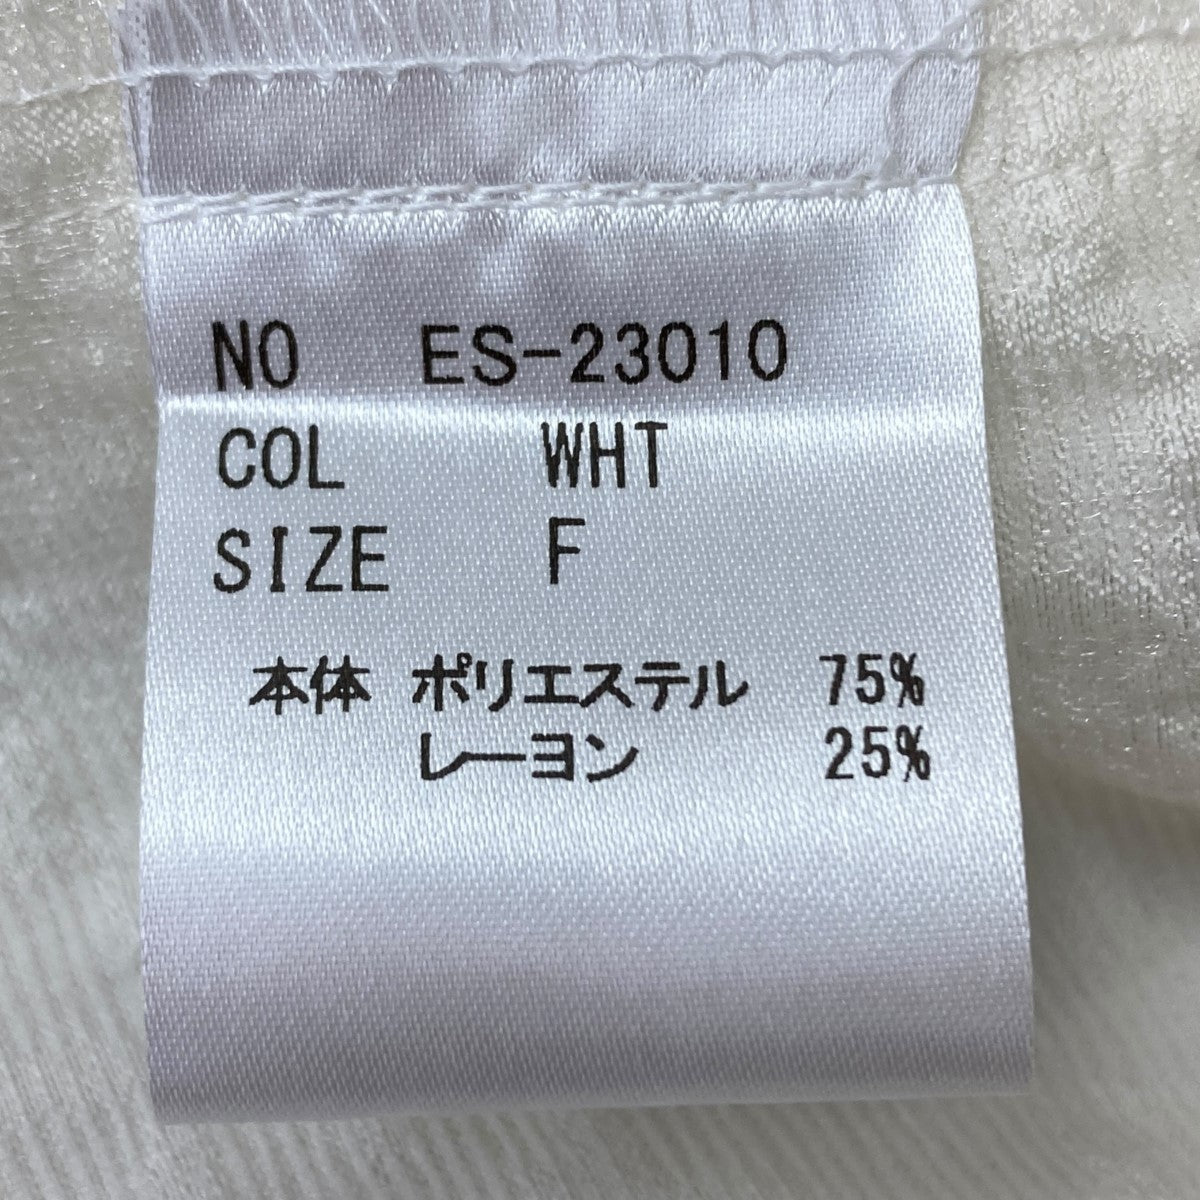 NO ES-23010
COL WHT
SIZE F
本体 ポリエステル 75%
レーヨン 25%